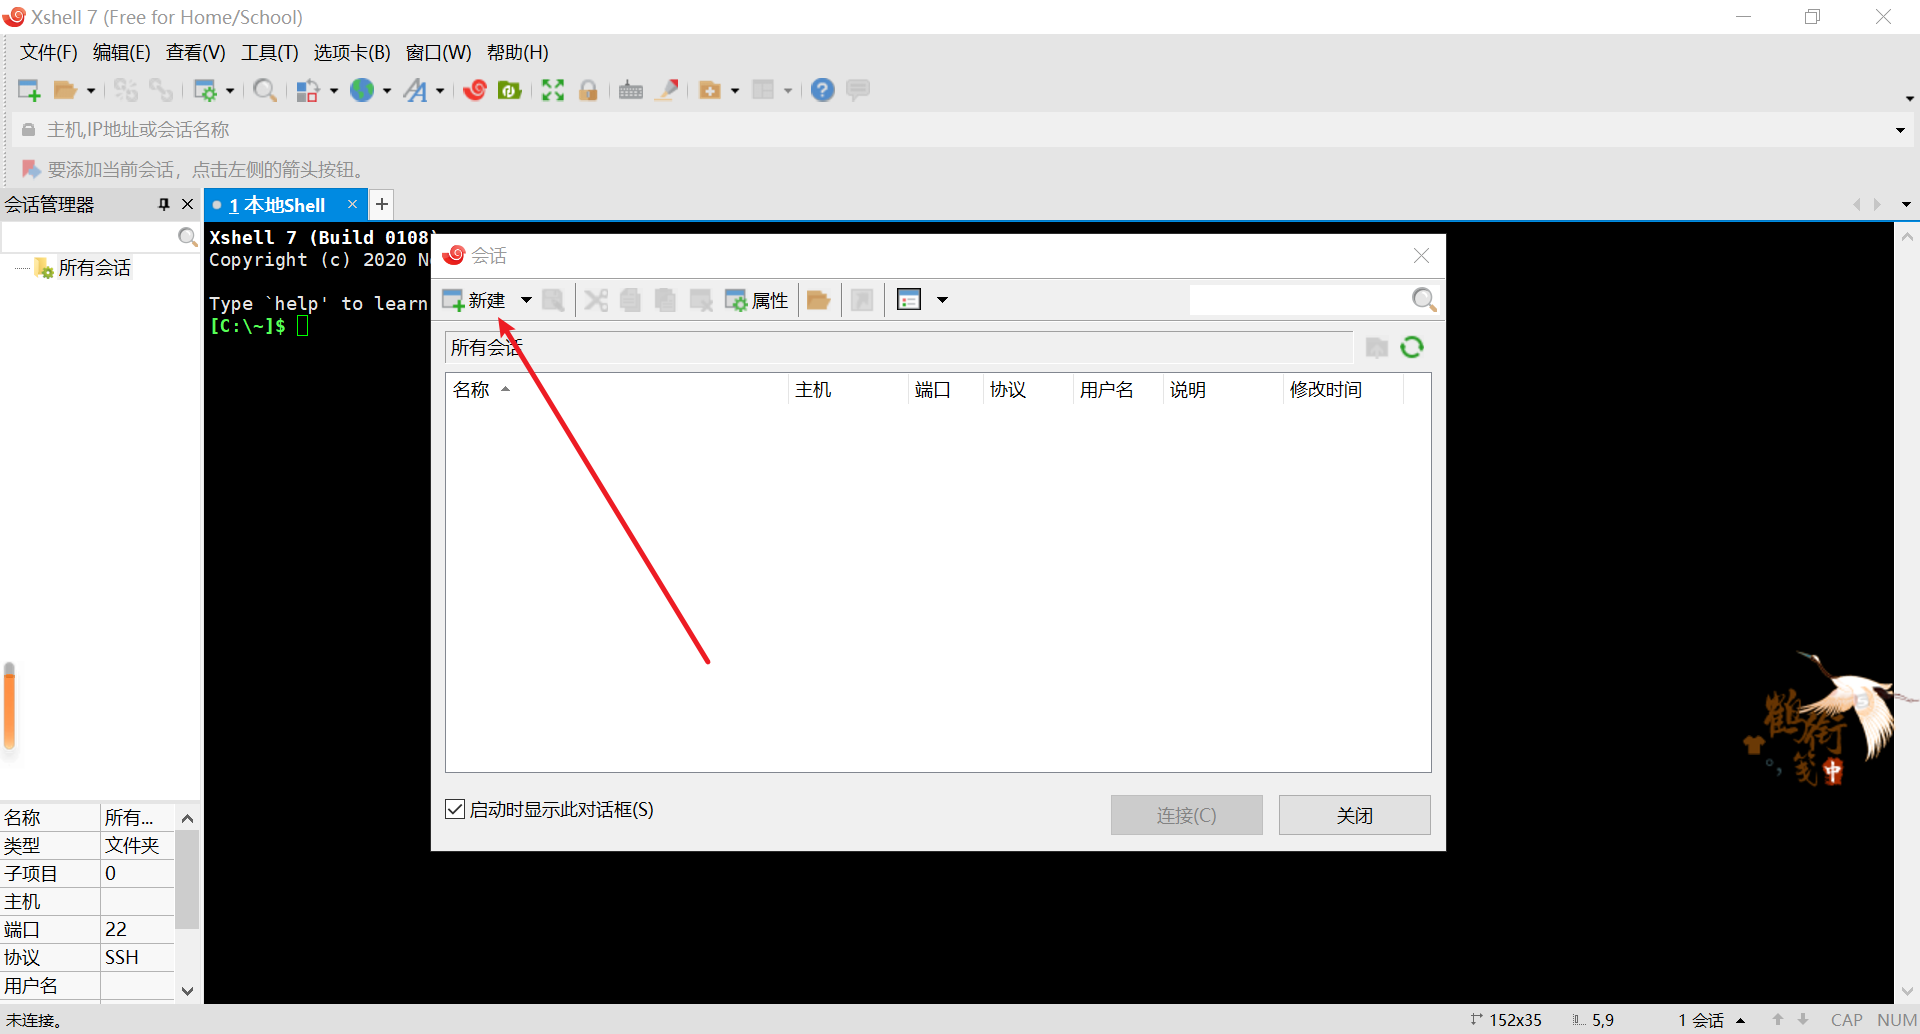 Xshell 7 (Free for Home/School)
文件(F) 编辑(E) 查看(V) 工具(T) 选项卡(B) 窗口(W) 帮助(H)
主机,IP地址或会话名称
要添加当前会话，点击左侧的箭头按钮。
会话管理器
1 本地Shell
所有会话
Xshell 7 (Build 0108)
Copyright (c) 2020 N
Type `help' to learn
[C:\~]$
会话
新建 属性
所有会话
名称 主机 端口 协议 用户名 说明 修改时间
启动时显示此对话框(S)
连接(C) 关闭
鹤衔笺
中
名称 所有...
类型 文件夹
子项目 0
主机
端口 22
协议 SSH
用户名
未连接。 152x35 5,9 1 会话 CAP NUM